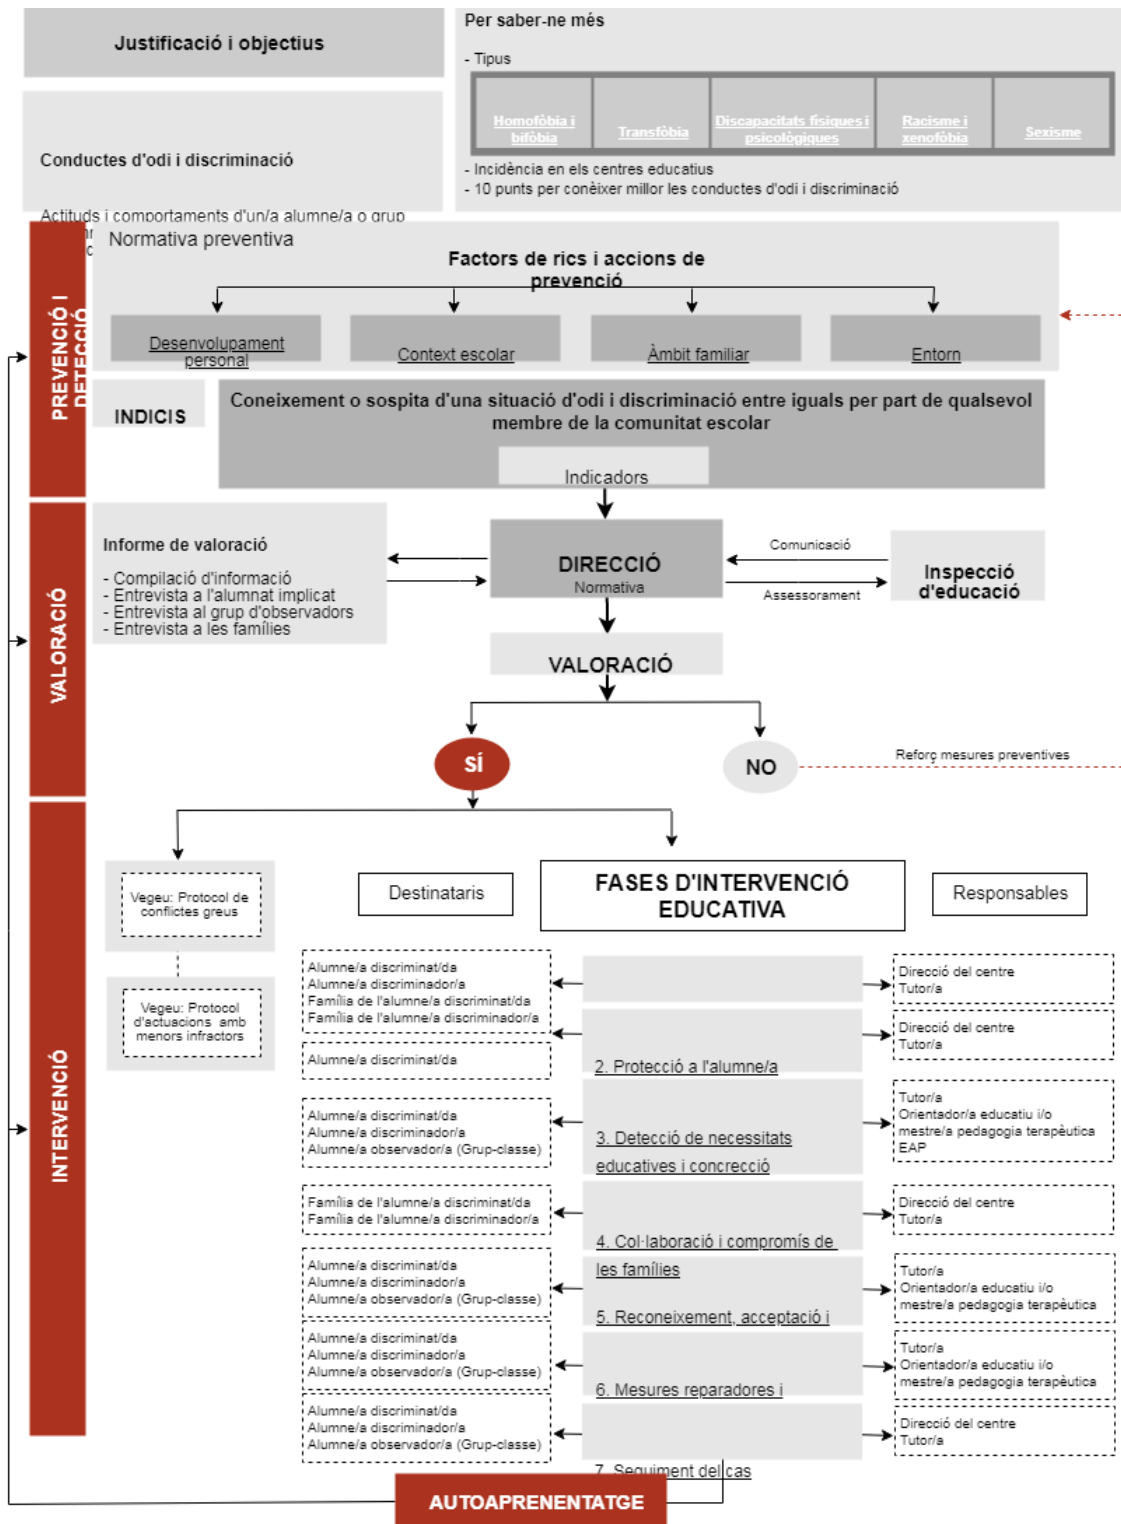 Justificació i objectius
Per saber-ne més
- Tipus
Homofòbia i
bifòbia
Transfòbia
Discapacitats físiques i
psicològiques
Racisme i
xenofòbia
Sexisme
- Incidència en els centres educatius
- 10 punts per conèixer millor les conductes d'odi i discriminació
Conductes d'odi i discriminació
Actituds i comportaments d'un/a alumne/a o grup
PREVENCIÓ I
DETECCIÓ
Normativa preventiva
Factors de rics i accions de
prevenció
Desenvolupament
personal
Context escolar
Àmbit familiar
Entorn
INDICIS
Coneixement o sospita d'una situació d'odi i discriminació entre iguals per part de qualsevol
membre de la comunitat escolar
Indicadors
VALORACIÓ
Informe de valoració
- Compilació d'informació
- Entrevista a l'alumnat implicat
- Entrevista al grup d'observadors
- Entrevista a les famílies
DIRECCIÓ
Normativa
Comunicació
Assessorament
Inspecció
d'educació
VALORACIÓ
SÍ
NO
Reforç mesures preventives
INTERVENCIÓ
Vegeu: Protocol de
conflictes greus
Vegeu: Protocol
d'actuacions amb
menors infractors
Destinataris
FASES D'INTERVENCIÓ
EDUCATIVA
Responsables
Alumne/a discriminat/da
Alumne/a discriminador/a
Família de l'alumne/a discriminat/da
Família de l'alumne/a discriminador/a
Direcció del centre
Tutor/a
Alumne/a discriminat/da
2. Protecció a l'alumne/a
Direcció del centre
Tutor/a
Alumne/a discriminat/da
Alumne/a discriminador/a
Alumne/a observador/a (Grup-classe)
3. Detecció de necessitats
educatives i concrecció
Tutor/a
Orientador/a educatiu i/o
mestre/a pedagogia terapèutica
EAP
Família de l'alumne/a discriminat/da
Família de l'alumne/a discriminador/a
4. Col·laboració i compromís de
les famílies
Direcció del centre
Tutor/a
Alumne/a discriminat/da
Alumne/a discriminador/a
Alumne/a observador/a (Grup-classe)
5. Reconeixement, acceptació i
Tutor/a
Orientador/a educatiu i/o
mestre/a pedagogia terapèutica
Alumne/a discriminat/da
Alumne/a discriminador/a
Alumne/a observador/a (Grup-classe)
6. Mesures reparadores i
Tutor/a
Orientador/a educatiu i/o
mestre/a pedagogia terapèutica
Alumne/a discriminat/da
Alumne/a discriminador/a
Alumne/a observador/a (Grup-classe)
7. Seguiment del cas
Direcció del centre
Tutor/a
AUTOAPRENENTATGE